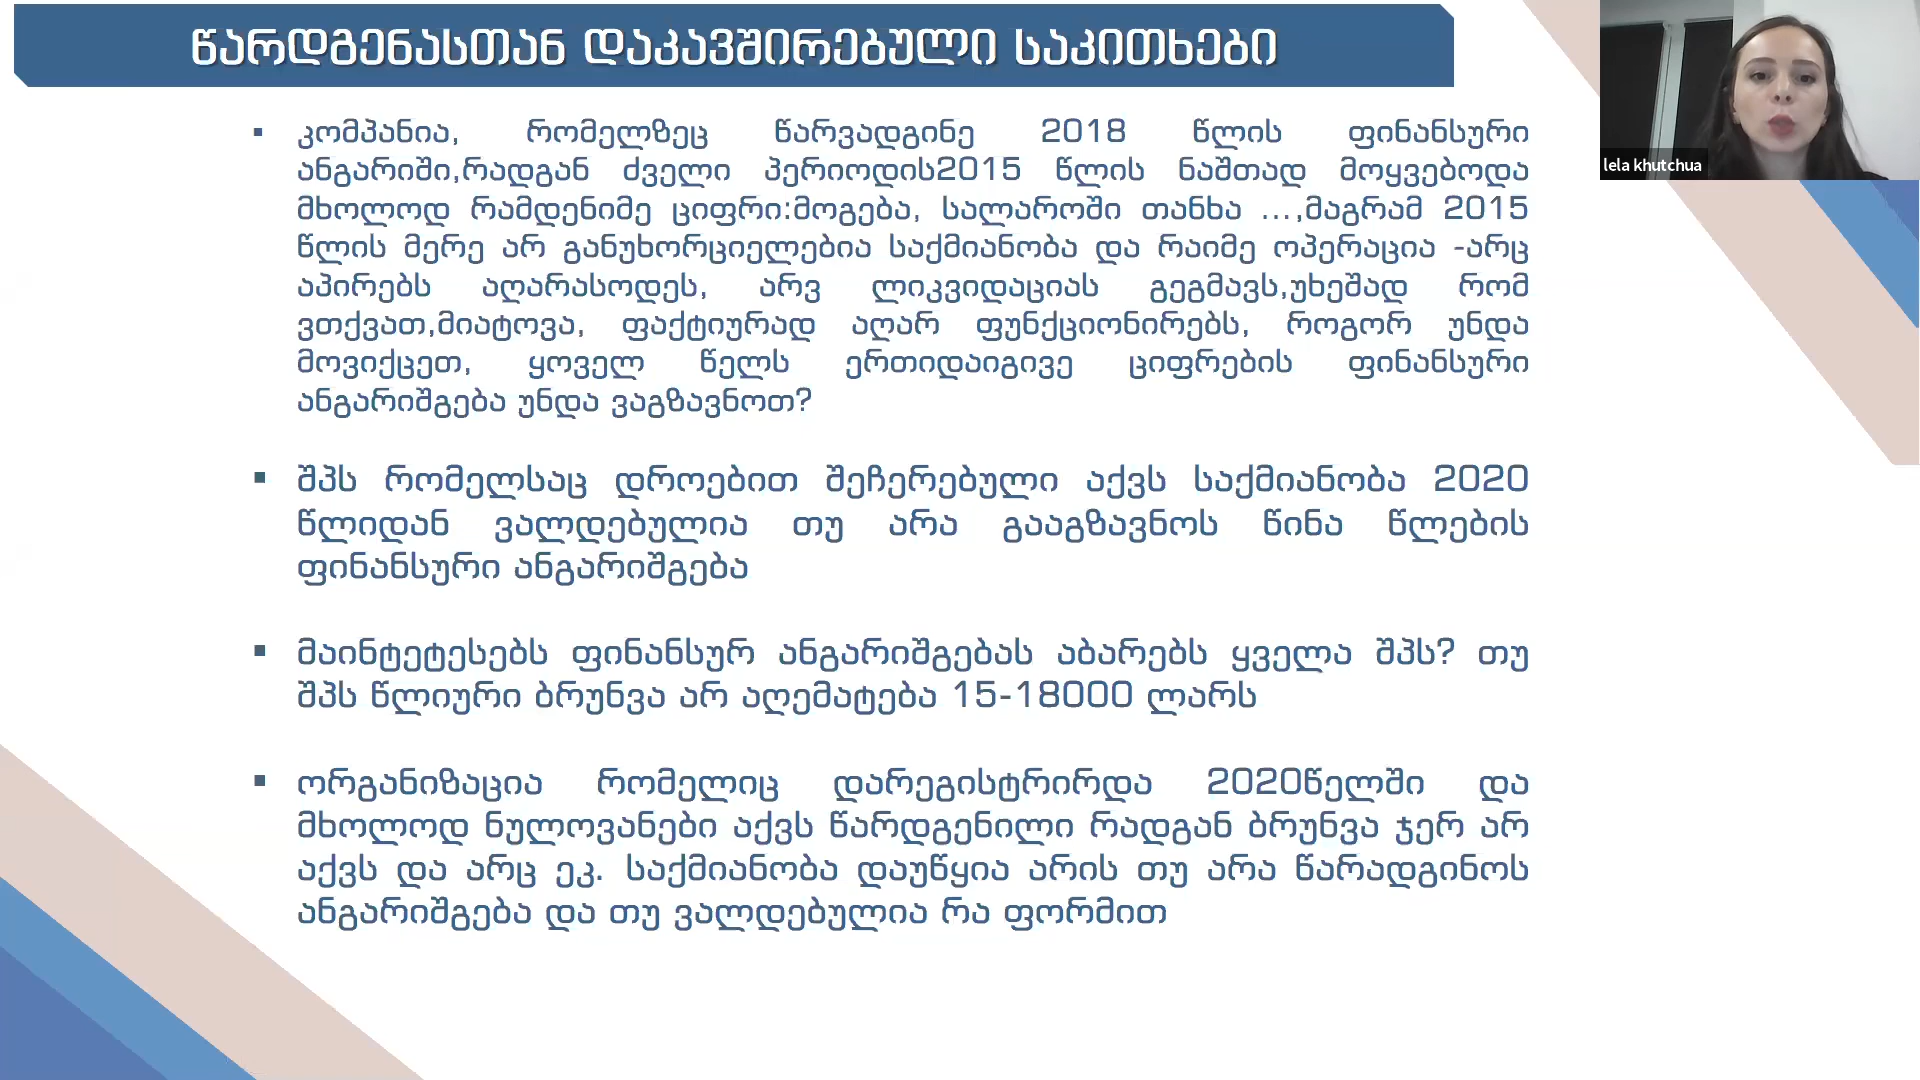 წარდგენასთან დაკავშირებული საკითხები
lela khutchua
▪ კომპანია, რომელზეც წარვადგინე 2018 წლის ფინანსური
ანგარიში,რადგან ძველი პერიოდის2015 წლის ნაშთად მოყვებოდა
მხოლოდ რამდენიმე ციფრი:მოგება, სალაროში თანხა ...,მაგრამ 2015
წლის მერე არ განუხორციელებია საქმიანობა და რაიმე ოპერაცია -არც
აპირებს აღარასოდეს, არვ ლიკვიდაციას გეგმავს,უხეშად რომ
ვთქვათ,მიატოვა, ფაქტიურად აღარ ფუნქციონირებს, როგორ უნდა
მოვიქცეთ, ყოველ წელს ერთიდაიგივე ციფრების ფინანსური
ანგარიშგება უნდა ვაგზავნოთ?
▪ შპს რომელსაც დროებით შეჩერებული აქვს საქმიანობა 2020
წლიდან ვალდებულია თუ არა გააგზავნოს წინა წლების
ფინანსური ანგარიშგება
▪ მაინტეტესებს ფინანსურ ანგარიშგებას აბარებს ყველა შპს? თუ
შპს წლიური ბრუნვა არ აღემატება 15-18000 ლარს
▪ ორგანიზაცია რომელიც დარეგისტრირდა 2020წელში და
მხოლოდ ნულოვანები აქვს წარდგენილი რადგან ბრუნვა ჯერ არ
აქვს და არც ეკ. საქმიანობა დაუწყია არის თუ არა წარადგინოს
ანგარიშგება და თუ ვალდებულია რა ფორმით